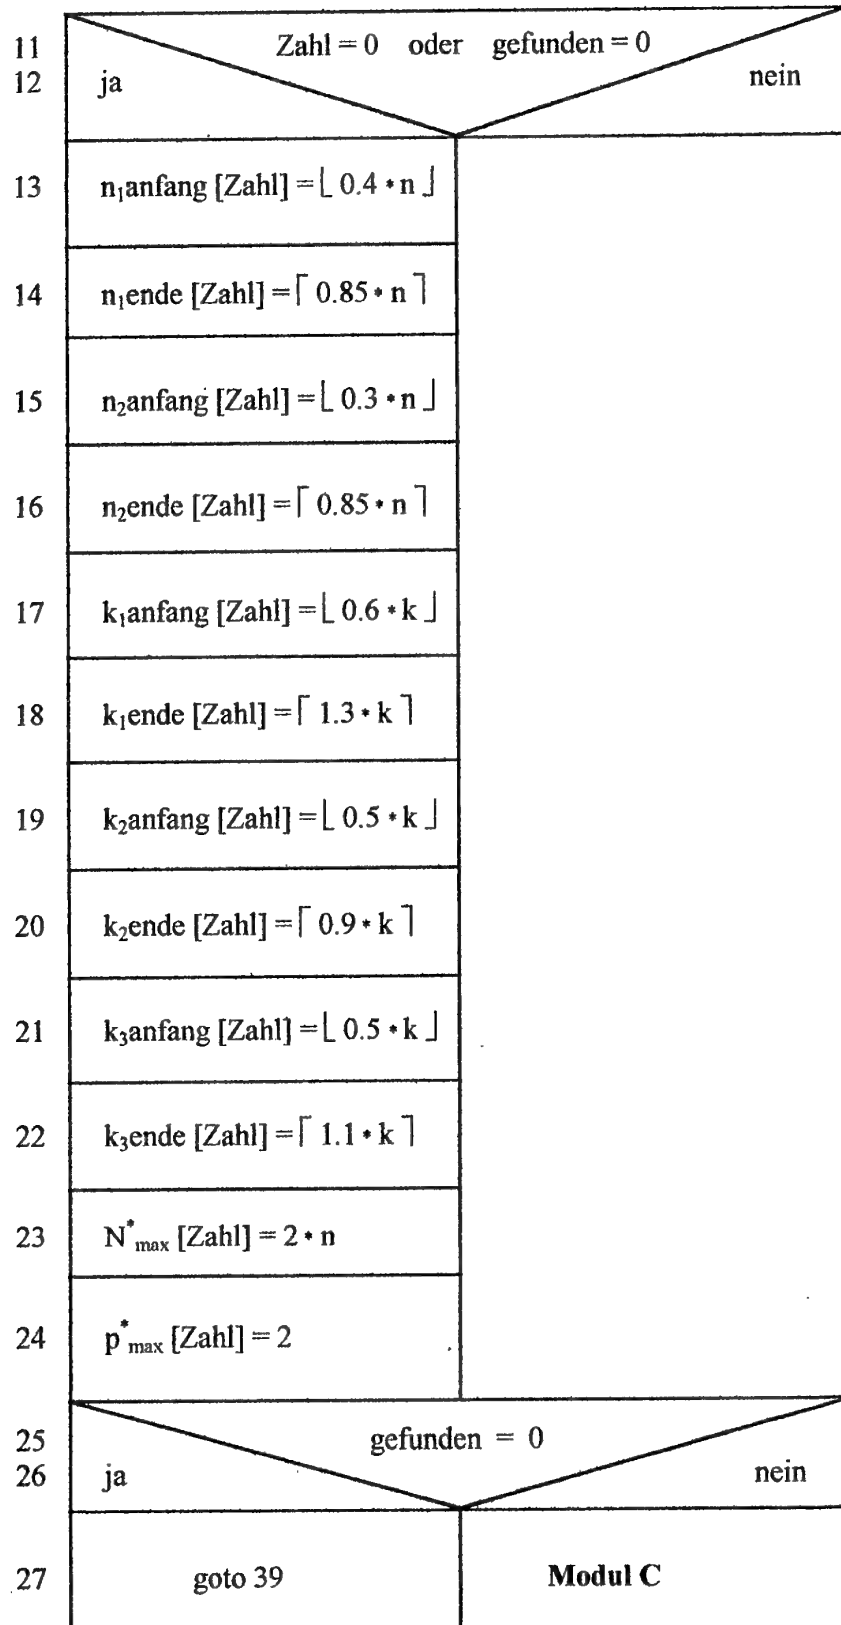 11 Zahl = 0 oder gefunden = 0
12 ja nein
13 n₁anfang [Zahl] = ⌊ 0.4 * n ⌋
14 n₁ende [Zahl] = ⌈ 0.85 * n ⌉
15 n₂anfang [Zahl] = ⌊ 0.3 * n ⌋
16 n₂ende [Zahl] = ⌈ 0.85 * n ⌉
17 k₁anfang [Zahl] = ⌊ 0.6 * k ⌋
18 k₁ende [Zahl] = ⌈ 1.3 * k ⌉
19 k₂anfang [Zahl] = ⌊ 0.5 * k ⌋
20 k₂ende [Zahl] = ⌈ 0.9 * k ⌉
21 k₃anfang [Zahl] = ⌊ 0.5 * k ⌋
22 k₃ende [Zahl] = ⌈ 1.1 * k ⌉
23 N*max [Zahl] = 2 * n
24 p*max [Zahl] = 2
25 gefunden = 0
26 ja nein
27 goto 39 Modul C